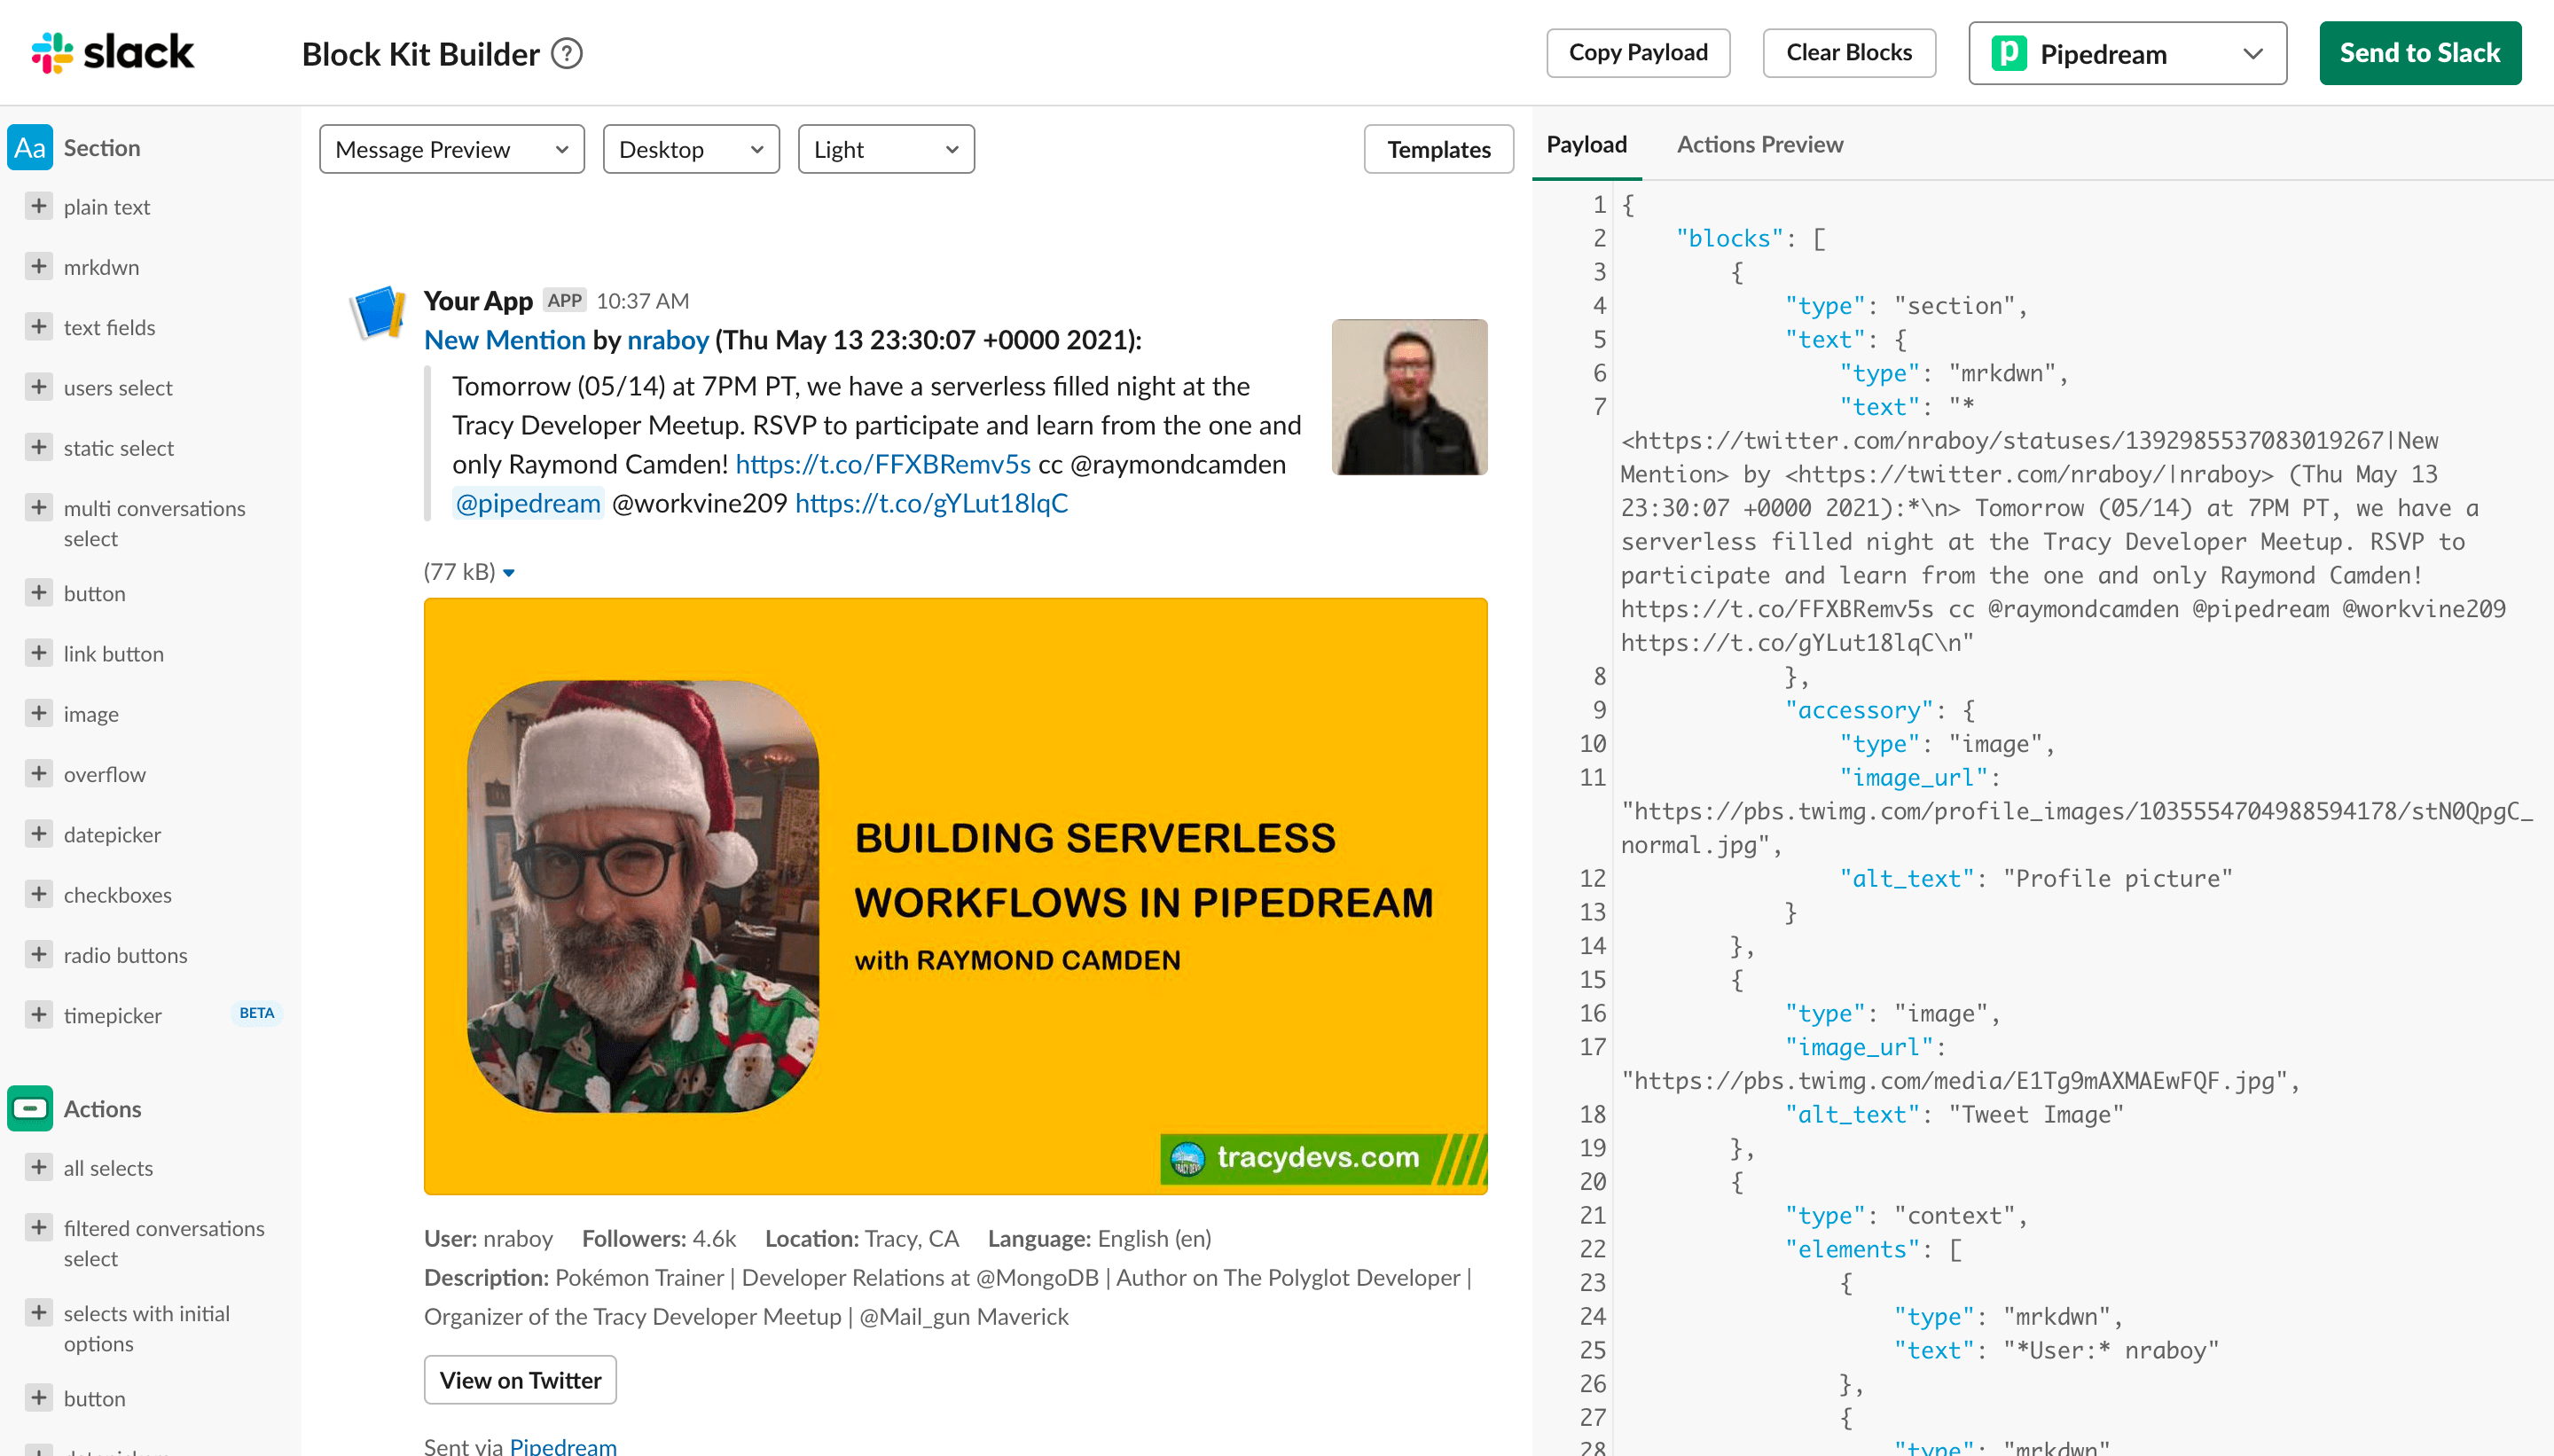 slack
Block Kit Builder ?
Copy Payload
Clear Blocks
p Pipedream
Send to Slack
Aa Section
plain text
mrkdwn
text fields
users select
static select
multi conversations
select
button
link button
image
overflow
datepicker
checkboxes
radio buttons
timepicker BETA
Actions
all selects
filtered conversations
select
selects with initial
options
button
Message Preview
Desktop
Light
Templates
Your App APP 10:37 AM
New Mention by nraboy (Thu May 13 23:30:07 +0000 2021):
Tomorrow (05/14) at 7PM PT, we have a serverless filled night at the
Tracy Developer Meetup. RSVP to participate and learn from the one and
only Raymond Camden! https://t.co/FFXBRemv5s cc @raymondcamden
@pipedream @workvine209 https://t.co/gYLut18lqC
(77 kB)
BUILDING SERVERLESS
WORKFLOWS IN PIPEDREAM
with RAYMOND CAMDEN
tracydevs.com
User: nraboy Followers: 4.6k Location: Tracy, CA Language: English (en)
Description: Pokémon Trainer | Developer Relations at @MongoDB | Author on The Polyglot Developer |
Organizer of the Tracy Developer Meetup | @Mail_gun Maverick
View on Twitter
Sent via Pipedream
Payload
Actions Preview
1 {
2 "blocks": [
3 {
4 "type": "section",
5 "text": {
6 "type": "mrkdwn",
7 "text": "*
<https://twitter.com/nraboy/statuses/1392985537083019267|New
Mention> by <https://twitter.com/nraboy/|nraboy> (Thu May 13
23:30:07 +0000 2021):*\n> Tomorrow (05/14) at 7PM PT, we have a
serverless filled night at the Tracy Developer Meetup. RSVP to
participate and learn from the one and only Raymond Camden!
https://t.co/FFXBRemv5s cc @raymondcamden @pipedream @workvine209
https://t.co/gYLut18lqC\n"
8 },
9 "accessory": {
10 "type": "image",
11 "image_url":
"https://pbs.twimg.com/profile_images/1035554704988594178/stN0QpgC_
normal.jpg",
12 "alt_text": "Profile picture"
13 }
14 },
15 {
16 "type": "image",
17 "image_url":
"https://pbs.twimg.com/media/E1Tg9mAXMAEwFQF.jpg",
18 "alt_text": "Tweet Image"
19 },
20 {
21 "type": "context",
22 "elements": [
23 {
24 "type": "mrkdwn",
25 "text": "*User:* nraboy"
26 },
27 {
28 "type": "mrkdwn"